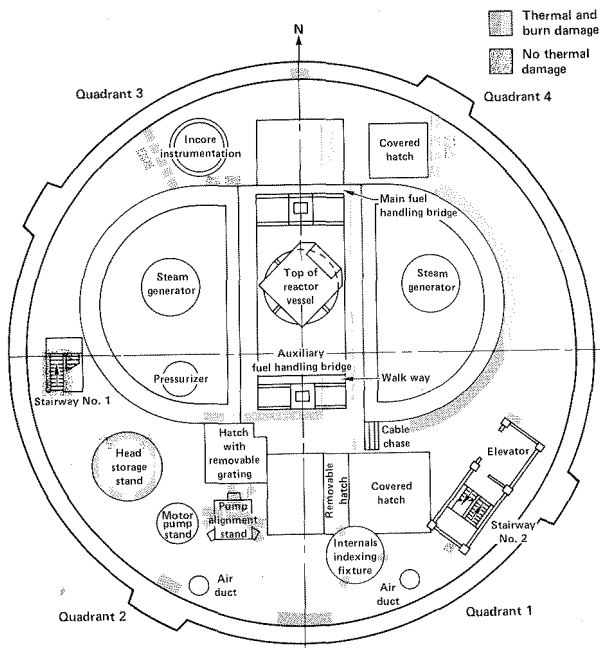 Thermal and
burn damage
No thermal
damage
N
Quadrant 3
Quadrant 4
Incore
instrumentation
Covered
hatch
Main fuel
handling bridge
Steam
generator
Top of
reactor
vessel
Steam
generator
Auxiliary
fuel handling bridge
Pressurizer
Walk way
Stairway No. 1
Hatch
with
removable
grating
Cable
chase
Head
storage
stand
Elevator
Removable
hatch
Covered
hatch
Motor
pump
stand
Pump
alignment
stand
Stairway
No. 2
Internals
indexing
fixture
Air
duct
Air
duct
Quadrant 2
Quadrant 1